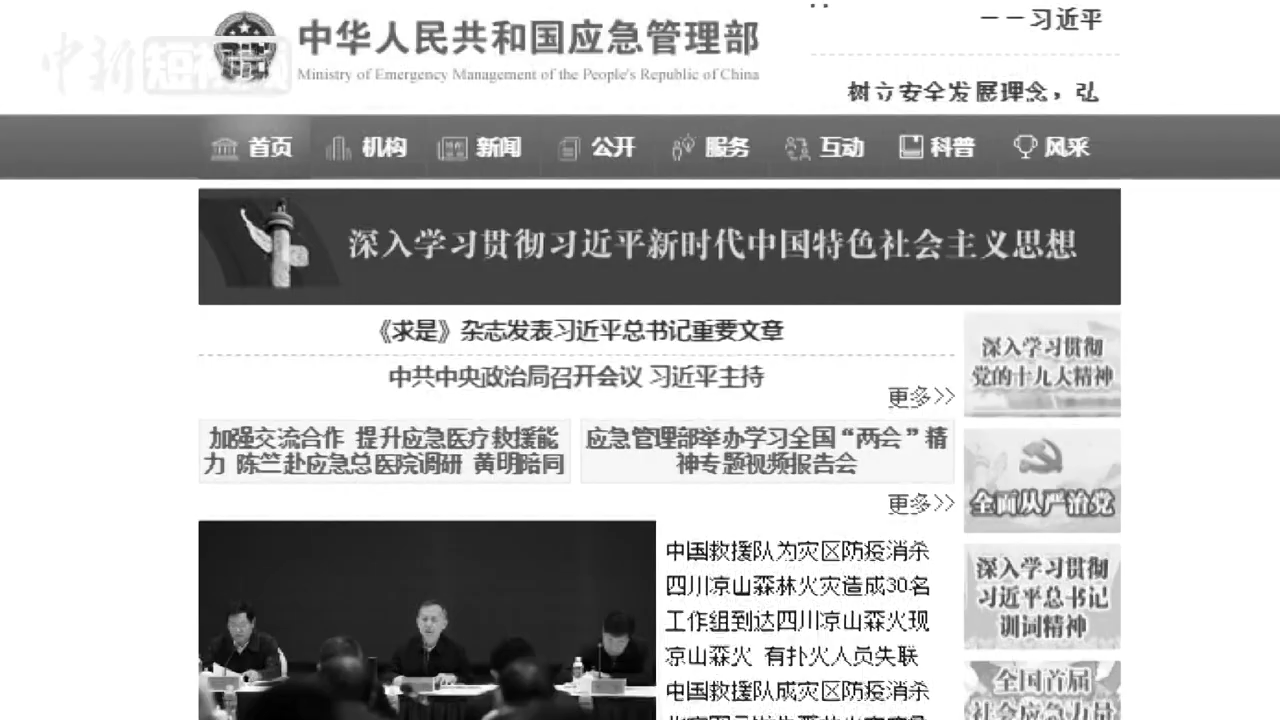 中新短视频
中华人民共和国应急管理部
Ministry of Emergency Management of the People's Republic of China
－－习近平
树立安全发展理念，弘
首页 机构 新闻 公开 服务 互动 科普 风采
深入学习贯彻习近平新时代中国特色社会主义思想
《求是》杂志发表习近平总书记重要文章
中共中央政治局召开会议 习近平主持
更多>>
加强交流合作 提升应急医疗救援能
力 陈竺赴应急总医院调研 黄明陪同
应急管理部举办学习全国“两会”精
神专题视频报告会
更多>>
中国救援队为灾区防疫消杀
四川凉山森林火灾造成30名
工作组到达四川凉山森火现
凉山森火 有扑火人员失联
中国救援队成灾区防疫消杀
深入学习贯彻
党的十九大精神
全面从严治党
深入学习贯彻
习近平总书记
训词精神
全国首届
社会应急力量